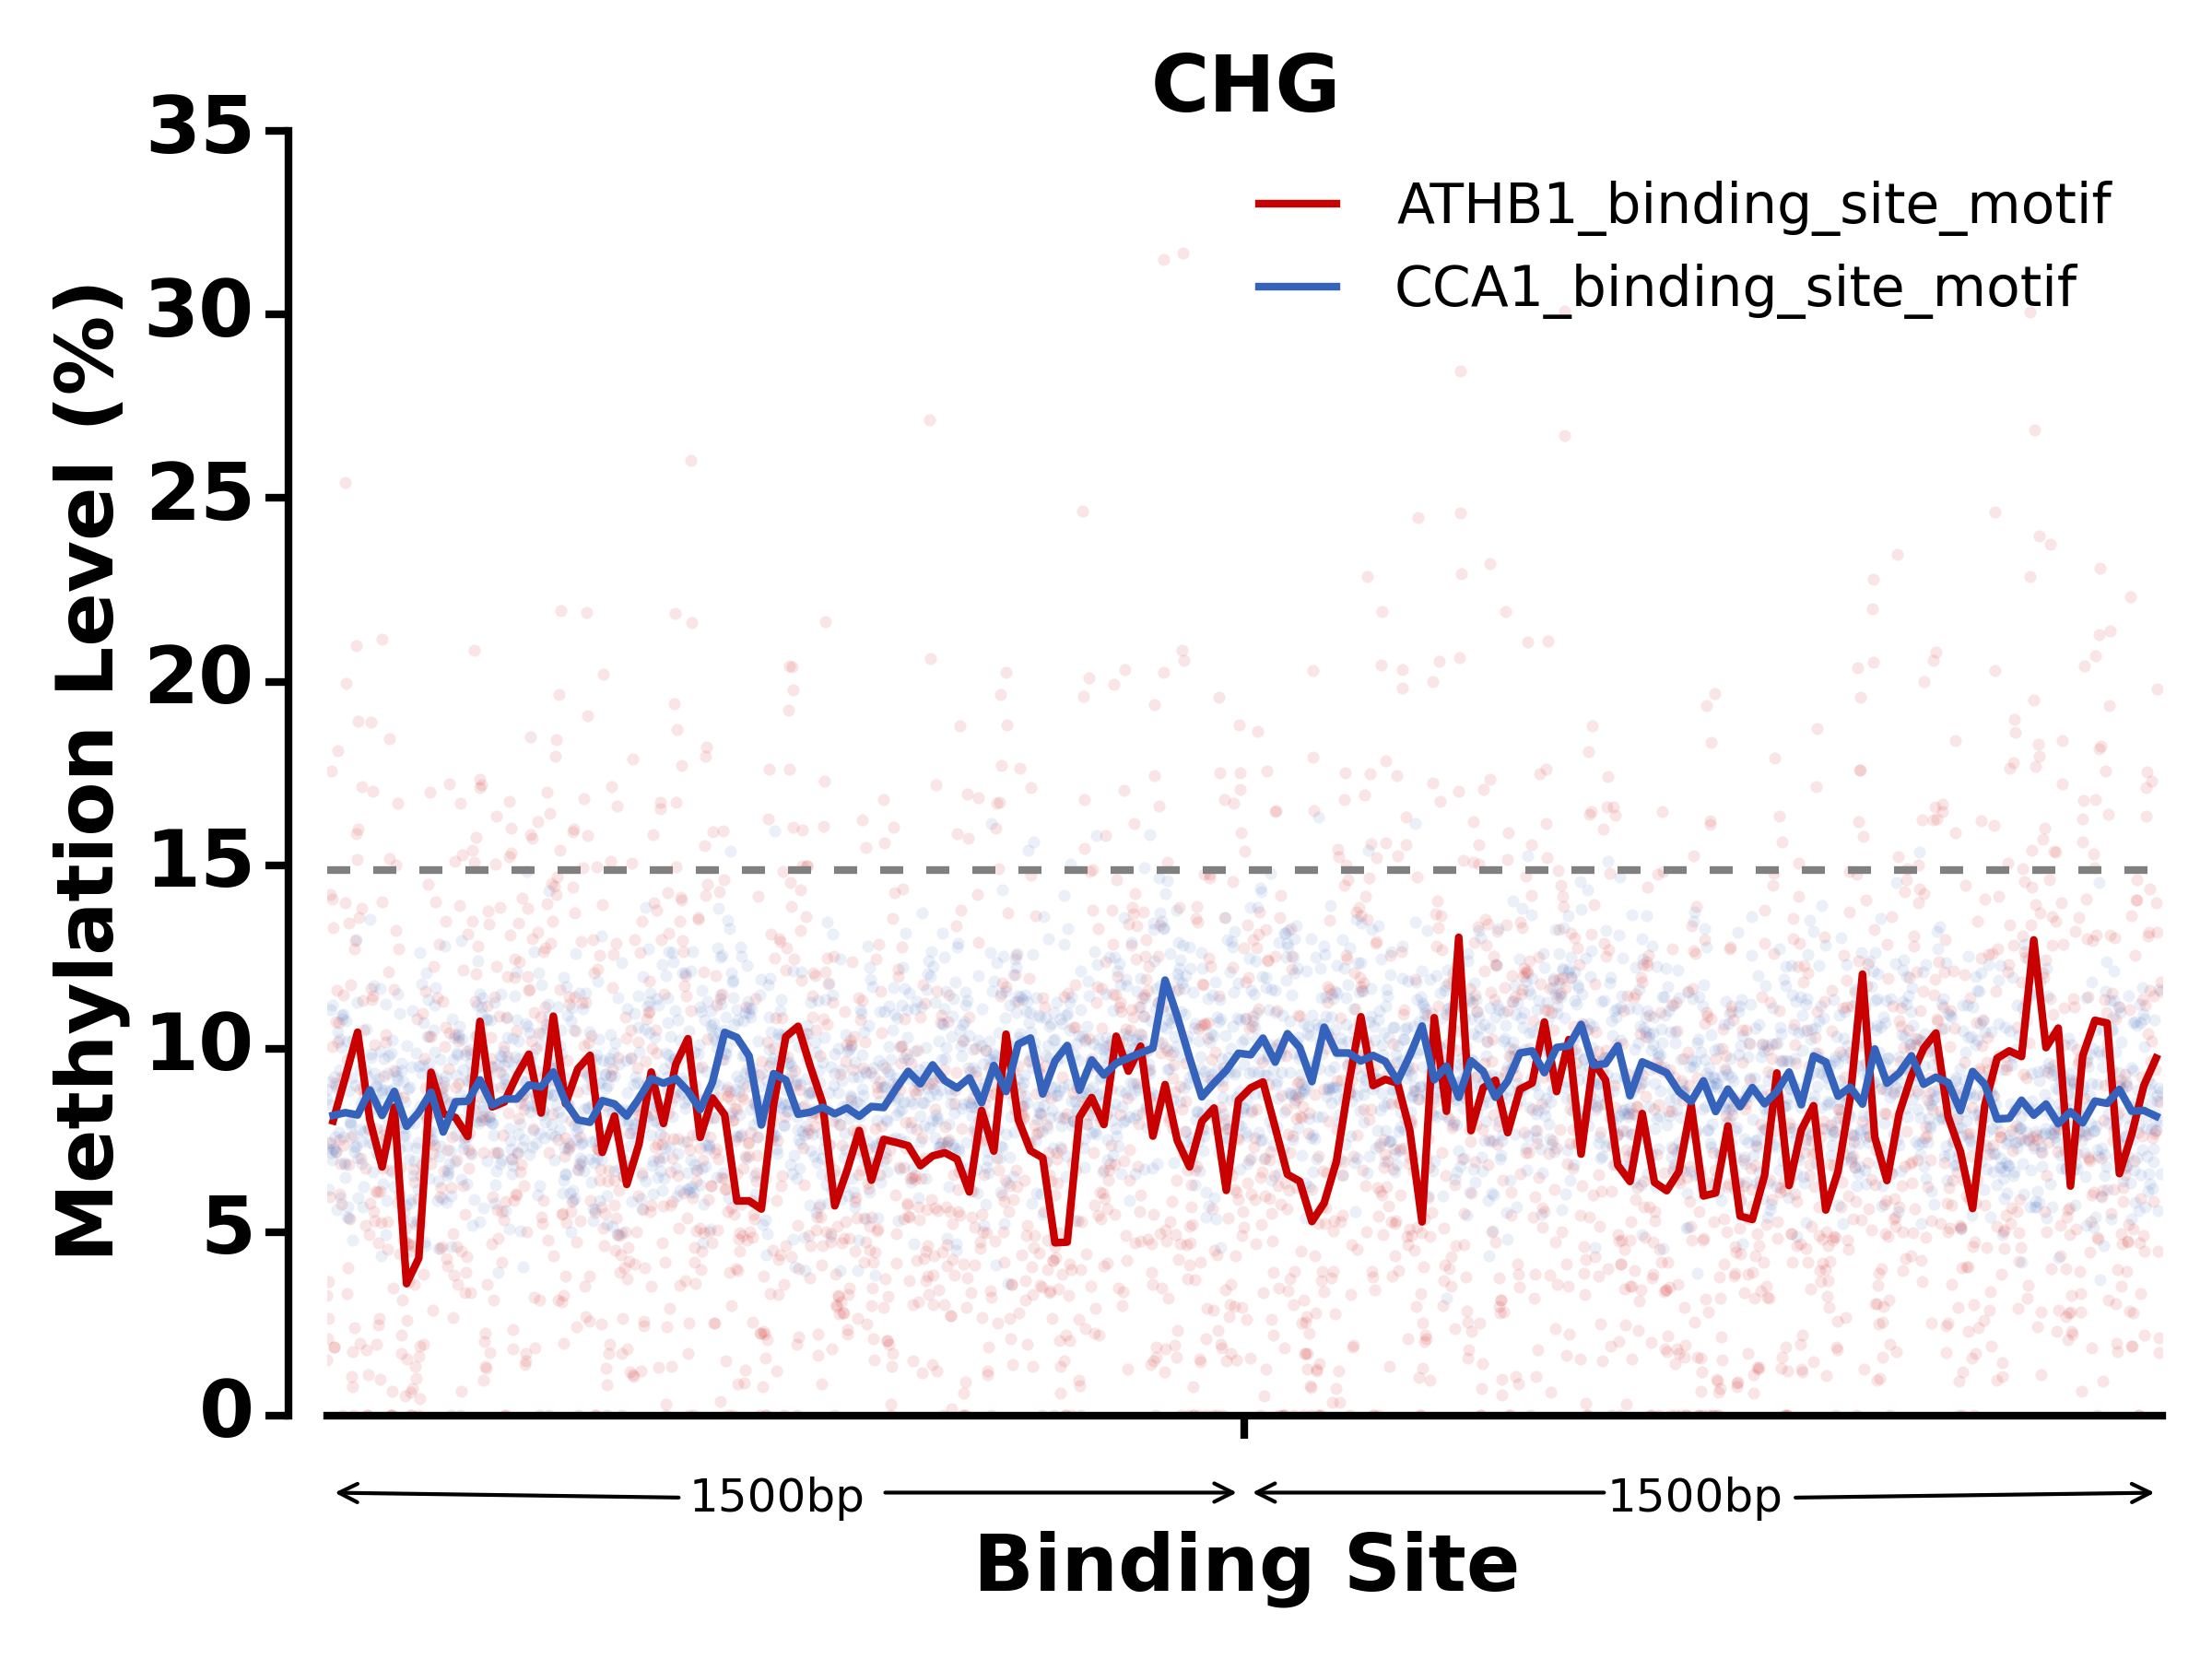 CHG
35
30
25
20
15
10
5
0
Methylation Level (%)
ATHB1_binding_site_motif
CCA1_binding_site_motif
1500bp 1500bp
Binding Site